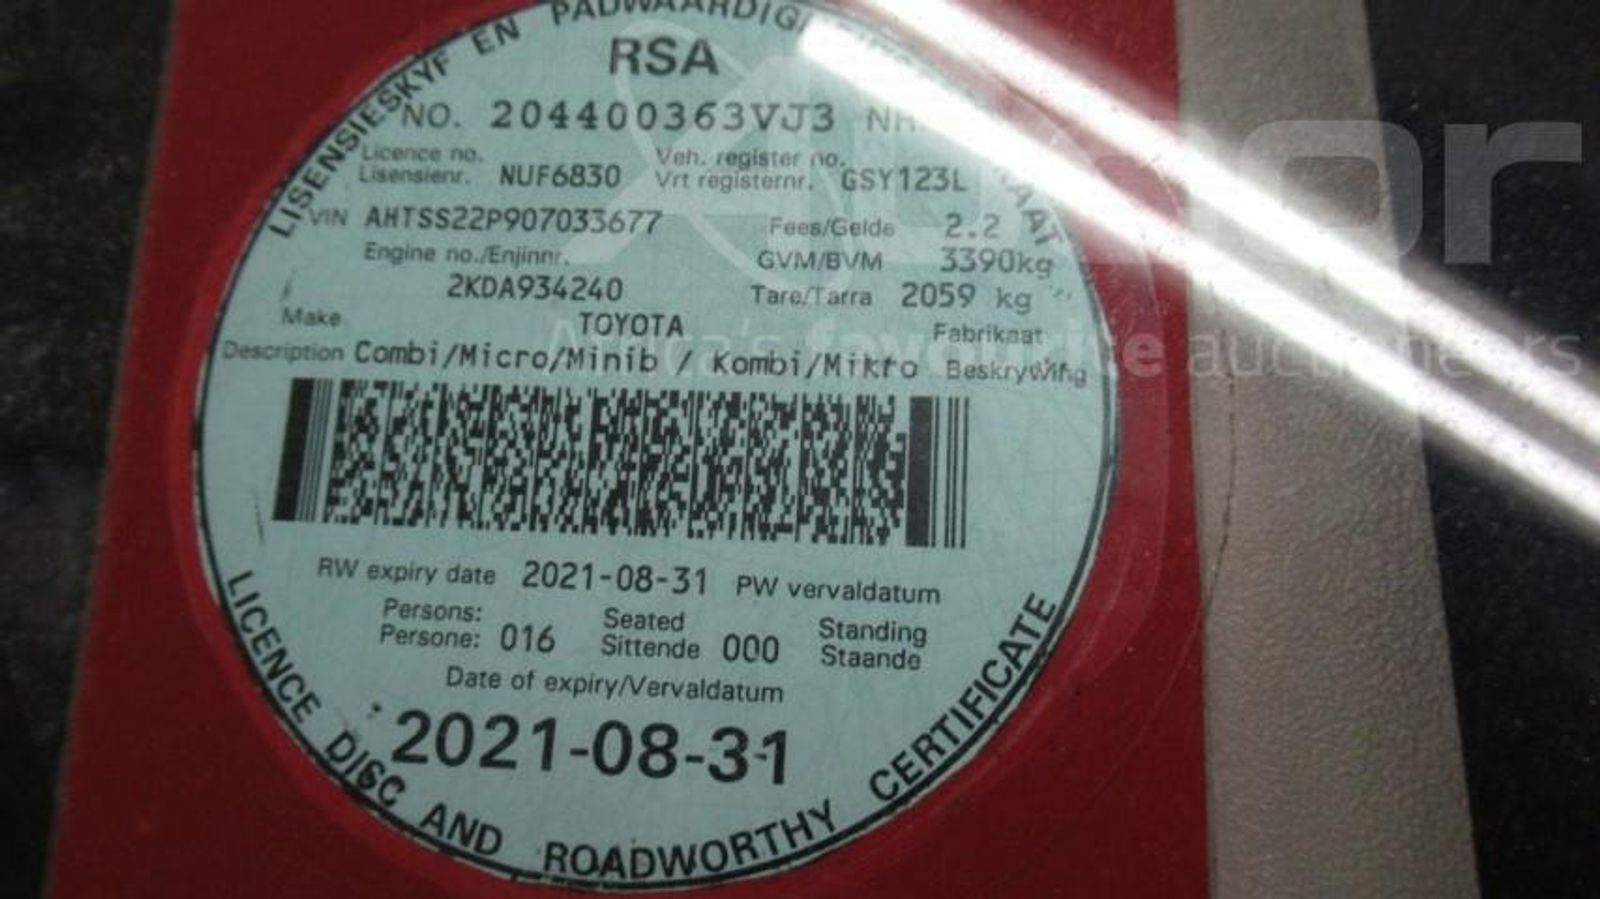 LISENSIESKYF EN
RSA
NO. 204400363VJ3
Licence no. Veh. register no.
Lisensienr. NUF6830 Vrt registernr. GSY123L
VIN AHTSS22P907033677 Fees/Gelde 2.2
Engine no./Enjinnr. GVM/BVM 3390kg
2KDA934240 Tare/Tarra 2059 kg
Make TOYOTA Fabrikaat
Description Combi/Micro/Minib / Kombi/Mikro Beskrywing
RW expiry date 2021-08-31 PW vervaldatum
Persons: Seated Standing
Persone: 016 Sittende 000 Staande
Date of expiry/Vervaldatum
2021-08-31
LICENCE DISC AND ROADWORTHY CERTIFICATE
Africa's favourite auctioneers